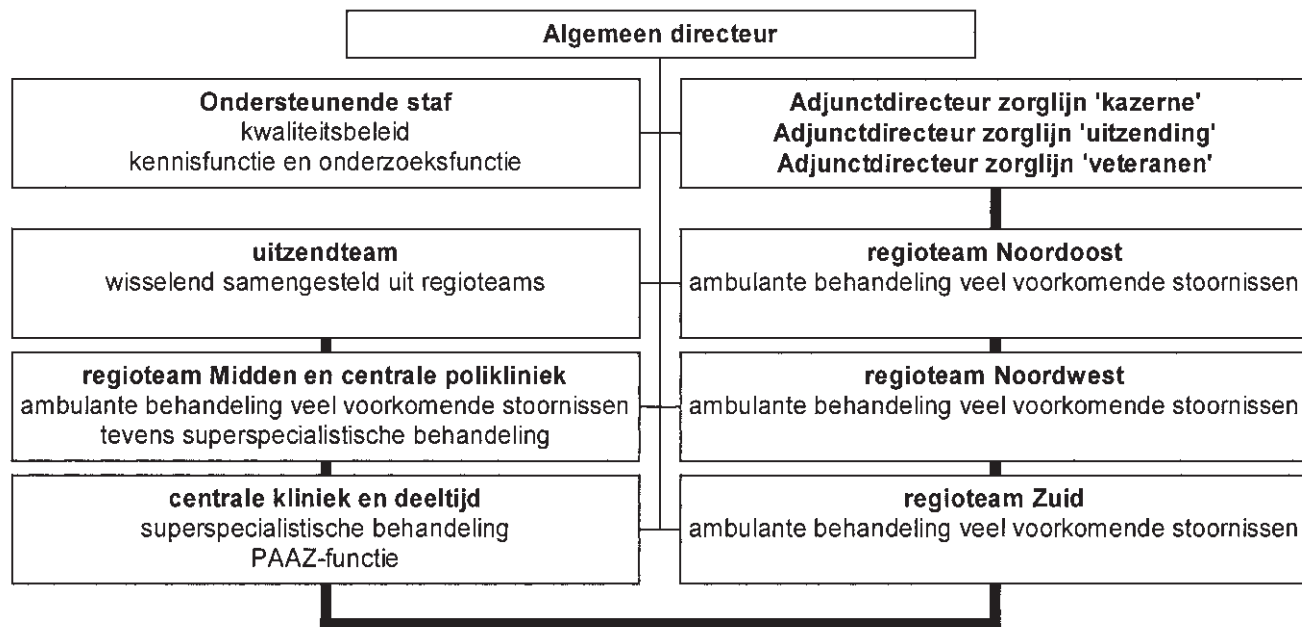 Algemeen directeur
Ondersteunende staf
kwaliteitsbeleid
kennisfunctie en onderzoeksfunctie
Adjunctdirecteur zorglijn 'kazerne'
Adjunctdirecteur zorglijn 'uitzending'
Adjunctdirecteur zorglijn 'veteranen'
uitzendteam
wisselend samengesteld uit regioteams
regioteam Noordoost
ambulante behandeling veel voorkomende stoornissen
regioteam Midden en centrale polikliniek
ambulante behandeling veel voorkomende stoornissen
tevens superspecialistische behandeling
regioteam Noordwest
ambulante behandeling veel voorkomende stoornissen
centrale kliniek en deeltijd
superspecialistische behandeling
PAAZ-functie
regioteam Zuid
ambulante behandeling veel voorkomende stoornissen